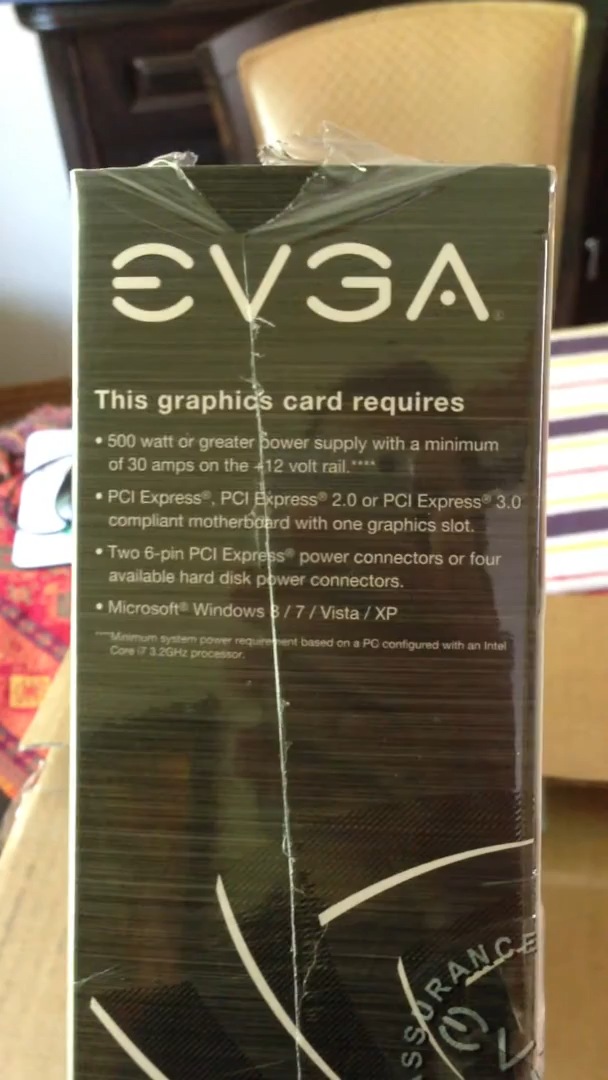 EVGA
This graphics card requires
• 500 watt or greater power supply with a minimum
of 30 amps on the +12 volt rail.****
• PCI Express®, PCI Express® 2.0 or PCI Express® 3.0
compliant motherboard with one graphics slot.
• Two 6-pin PCI Express® power connectors or four
available hard disk power connectors.
• Microsoft® Windows 8 / 7 / Vista / XP
****Minimum system power requirement based on a PC configured with an Intel
Core i7 3.2GHz processor.
SSURANCE